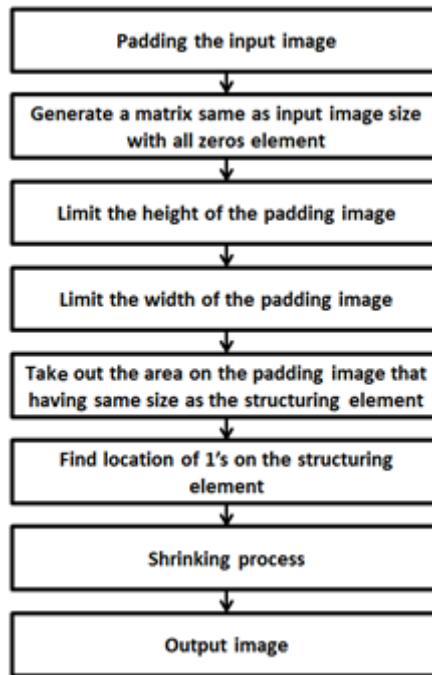 Padding the input image
Generate a matrix same as input image size
with all zeros element
Limit the height of the padding image
Limit the width of the padding image
Take out the area on the padding image that
having same size as the structuring element
Find location of 1's on the structuring
element
Shrinking process
Output image